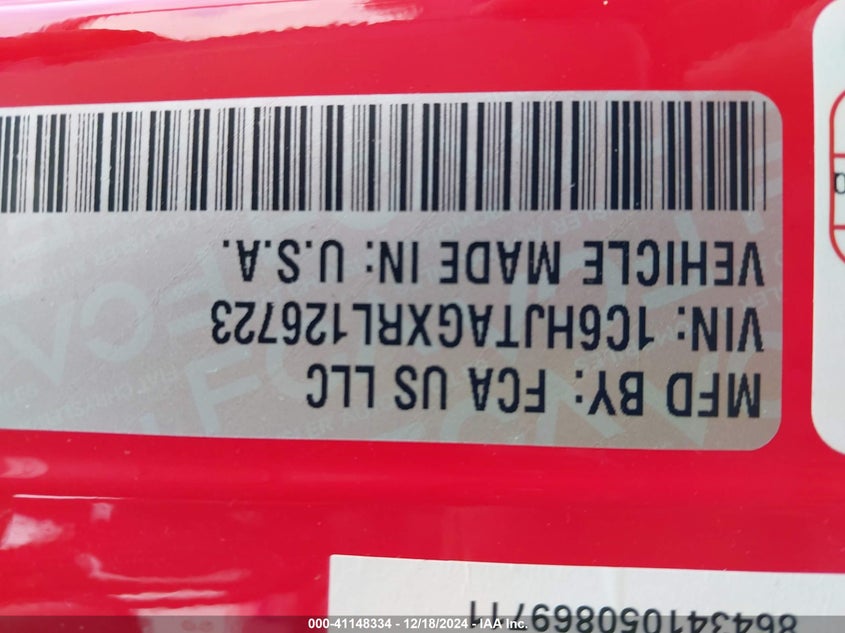 MFD BY: FCA US LLC
VIN: 1C6HJTAGXRL126723
VEHICLE MADE IN: U.S.A.
864341050869711
000-41148334 - 12/18/2024 - IAA Inc.